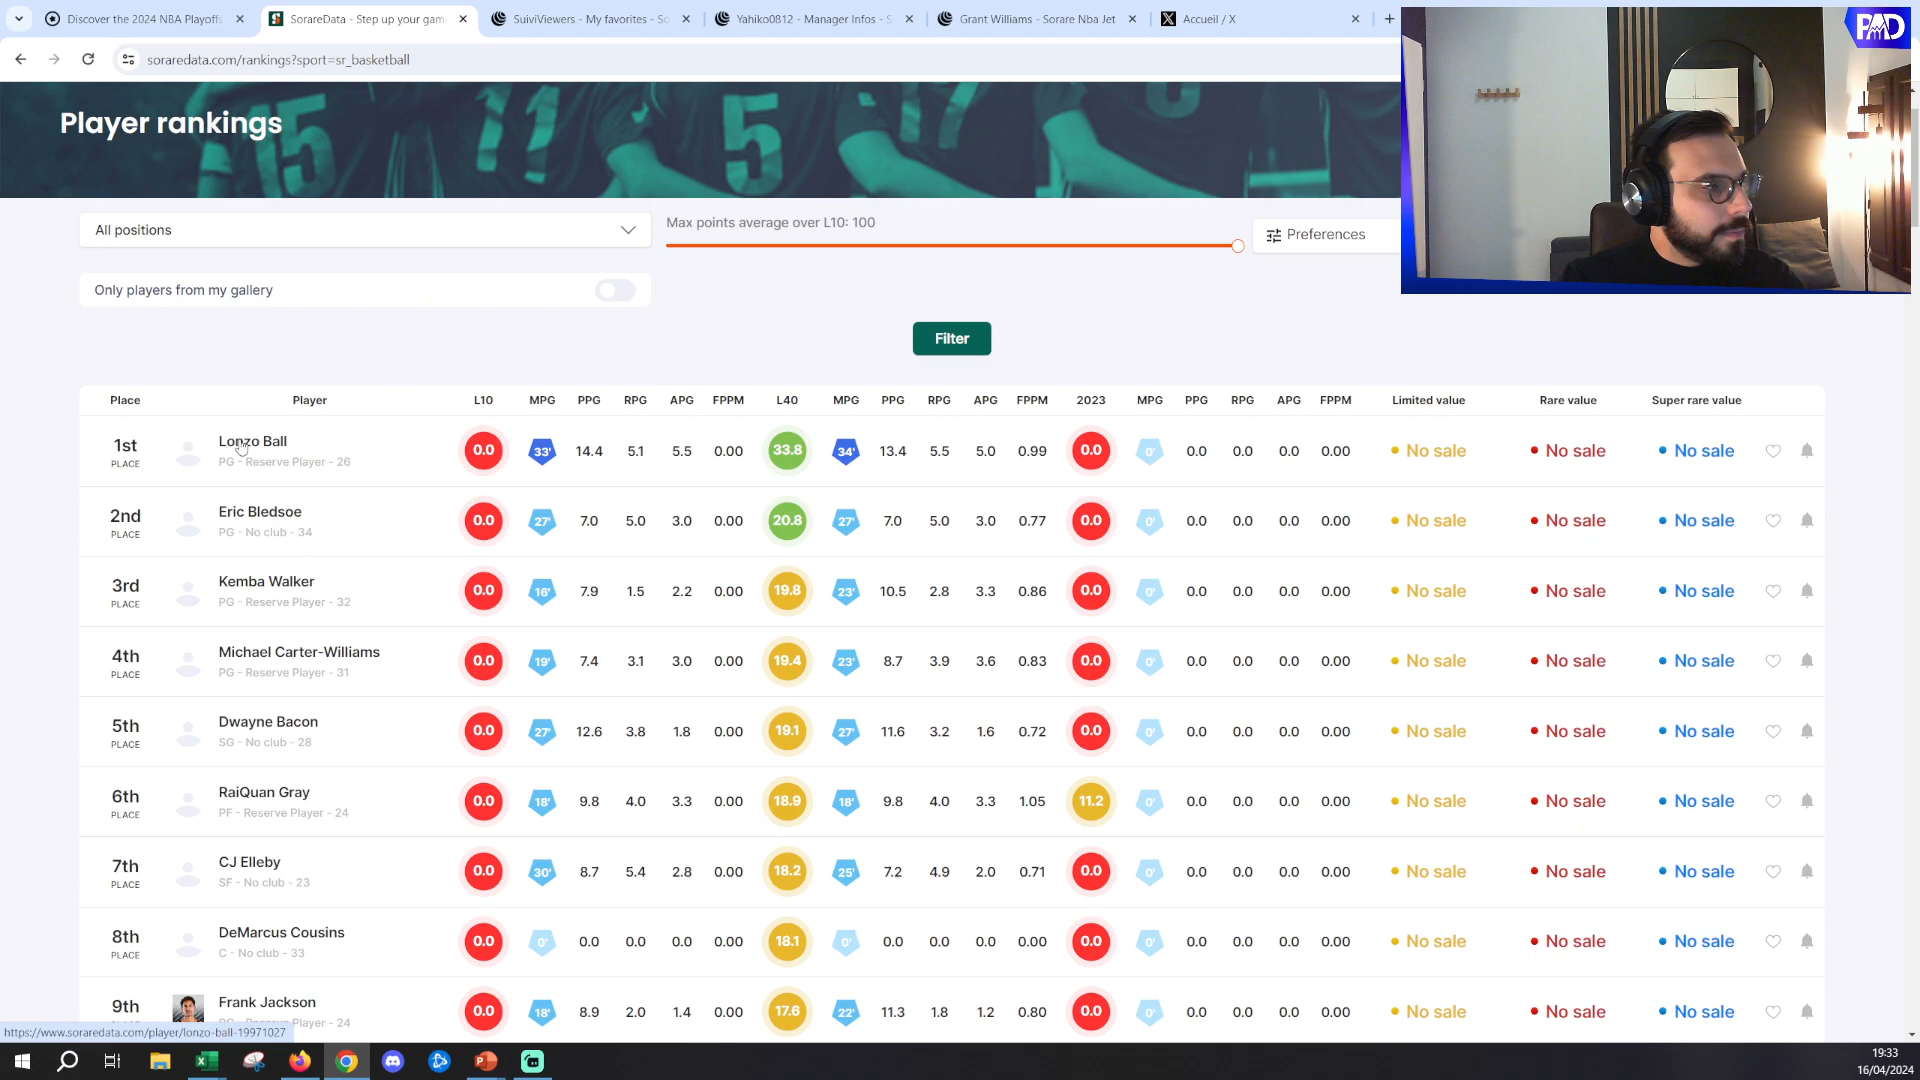 Discover the 2024 NBA Playoffs
SorareData - Step up your gam
SuiviViewers - My favorites - So
Yahiko0812 - Manager Infos - S
Grant Williams - Sorare Nba Jet
Accueil / X
soraredata.com/rankings?sport=sr_basketball
PAD
Player rankings
All positions
Max points average over L10: 100
Preferences
Only players from my gallery
Filter
Place Player L10 MPG PPG RPG APG FPPM L40 MPG PPG RPG APG FPPM 2023 MPG PPG RPG APG FPPM Limited value Rare value Super rare value
1st PLACE Lonzo Ball 0.0 33' 14.4 5.1 5.5 0.00 33.8 34' 13.4 5.5 5.0 0.99 0.0 0' 0.0 0.0 0.0 0.00 No sale No sale No sale
PG - Reserve Player - 26
2nd PLACE Eric Bledsoe 0.0 27' 7.0 5.0 3.0 0.00 20.8 27' 7.0 5.0 3.0 0.77 0.0 0' 0.0 0.0 0.0 0.00 No sale No sale No sale
PG - No club - 34
3rd PLACE Kemba Walker 0.0 16' 7.9 1.5 2.2 0.00 19.8 23' 10.5 2.8 3.3 0.86 0.0 0' 0.0 0.0 0.0 0.00 No sale No sale No sale
PG - Reserve Player - 32
4th PLACE Michael Carter-Williams 0.0 19' 7.4 3.1 3.0 0.00 19.4 23' 8.7 3.9 3.6 0.83 0.0 0' 0.0 0.0 0.0 0.00 No sale No sale No sale
PG - Reserve Player - 31
5th PLACE Dwayne Bacon 0.0 27' 12.6 3.8 1.8 0.00 19.1 27' 11.6 3.2 1.6 0.72 0.0 0' 0.0 0.0 0.0 0.00 No sale No sale No sale
SG - No club - 28
6th PLACE RaiQuan Gray 0.0 18' 9.8 4.0 3.3 0.00 18.9 18' 9.8 4.0 3.3 1.05 11.2 0' 0.0 0.0 0.0 0.00 No sale No sale No sale
PF - Reserve Player - 24
7th PLACE CJ Elleby 0.0 30' 8.7 5.4 2.8 0.00 18.2 25' 7.2 4.9 2.0 0.71 0.0 0' 0.0 0.0 0.0 0.00 No sale No sale No sale
SF - No club - 23
8th PLACE DeMarcus Cousins 0.0 0' 0.0 0.0 0.0 0.00 18.1 0' 0.0 0.0 0.0 0.00 0.0 0' 0.0 0.0 0.0 0.00 No sale No sale No sale
C - No club - 33
9th Frank Jackson 0.0 18' 8.9 2.0 1.4 0.00 17.6 22' 11.3 1.8 1.2 0.80 0.0 0' 0.0 0.0 0.0 0.00 No sale No sale No sale
Player - 24
https://www.soraredata.com/player/lonzo-ball-19971027
19:33
16/04/2024